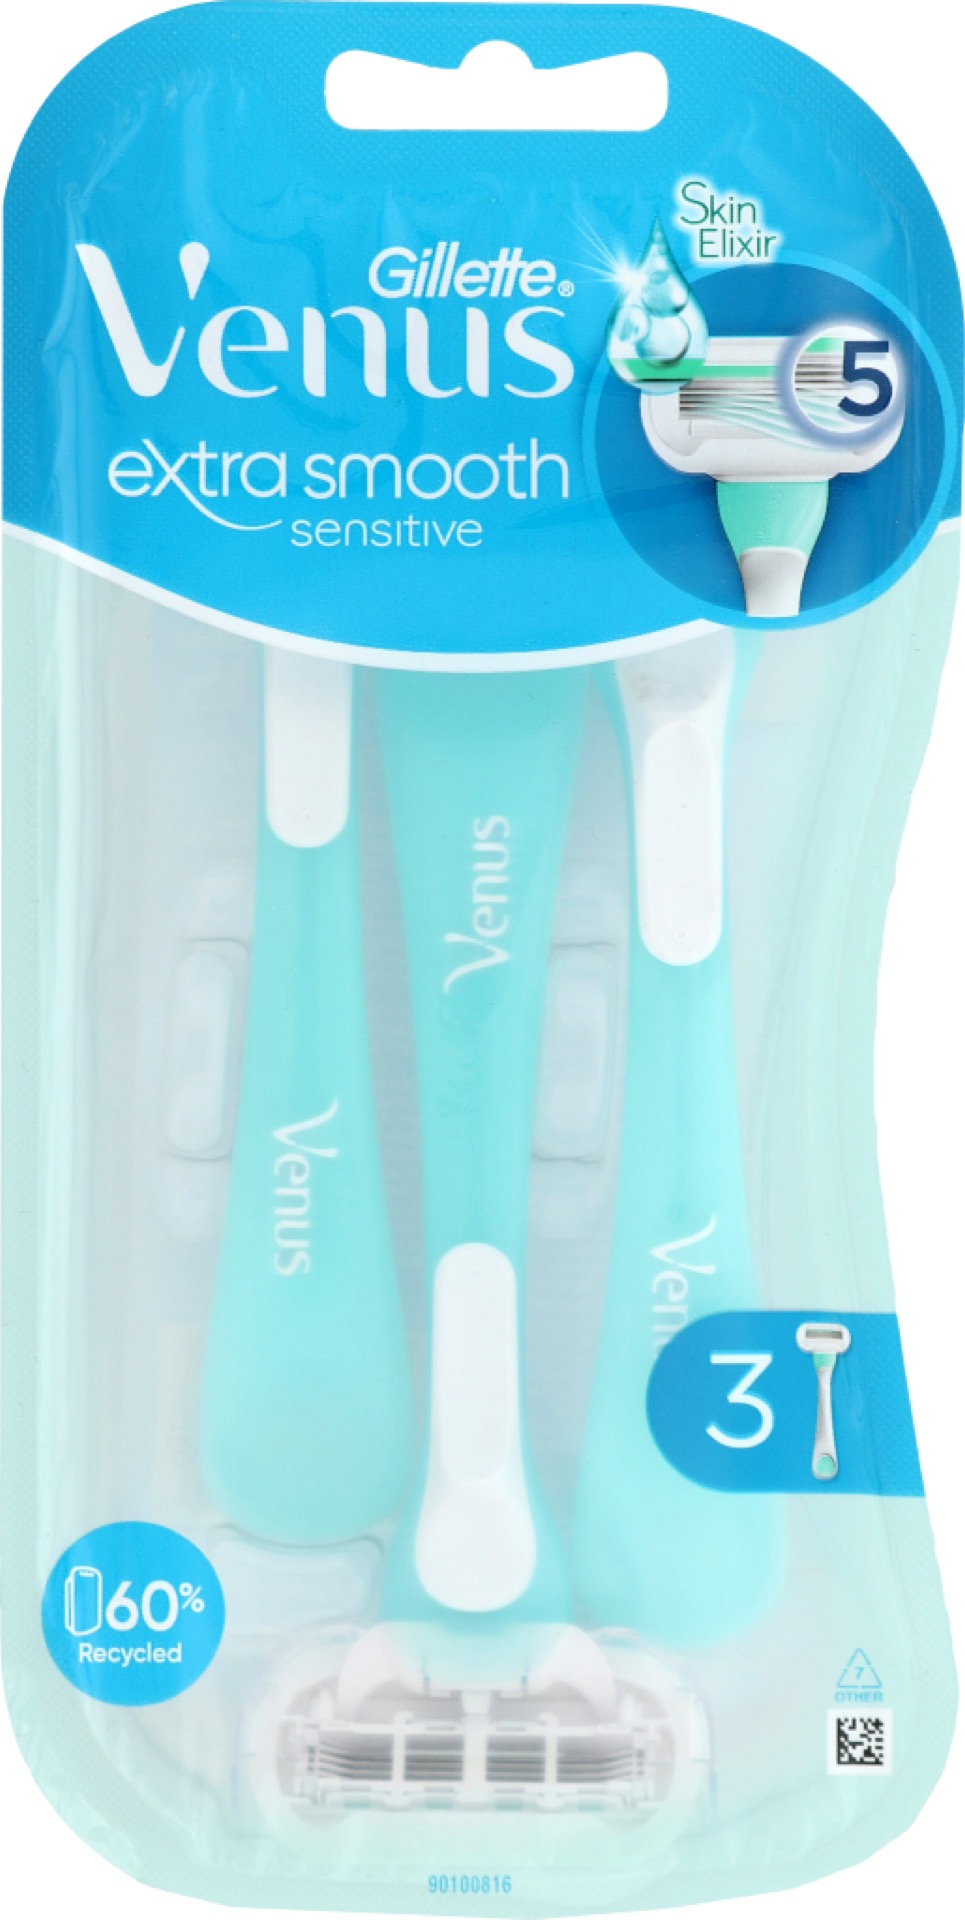 Skin
Elixir
Gillette®
Venus
extra smooth
sensitive
5
Venus
Venus
Ven
3
60%
Recycled
7
OTHER
90100816